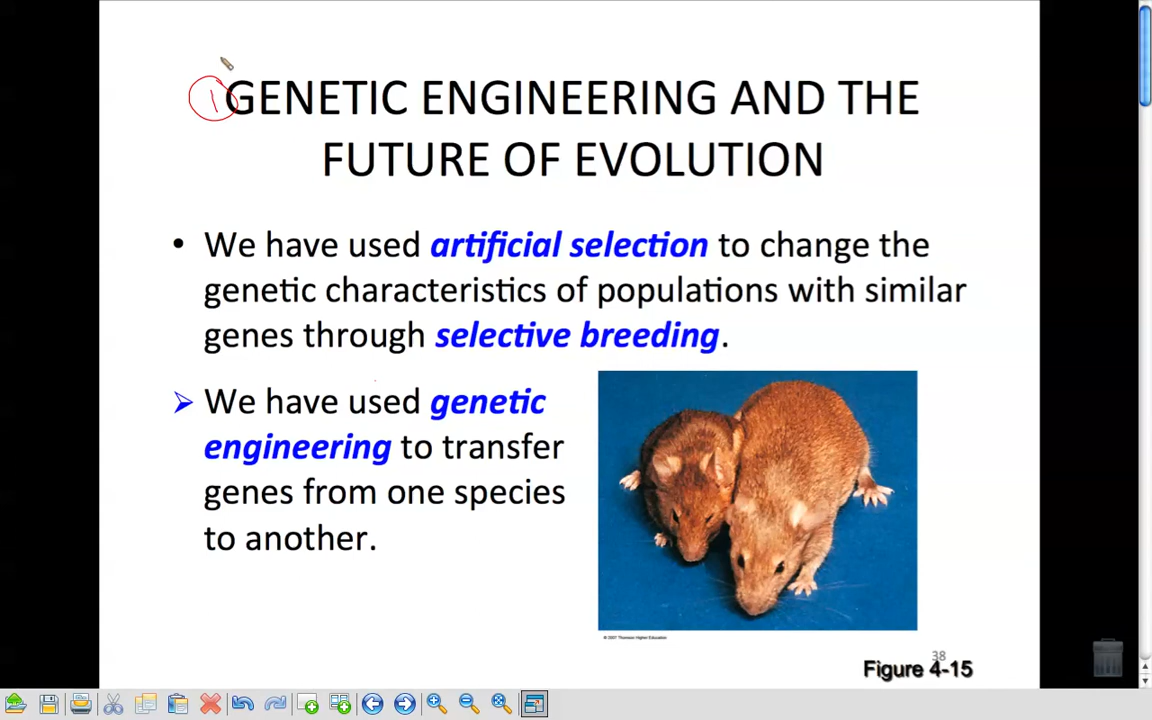 1
GENETIC ENGINEERING AND THE
FUTURE OF EVOLUTION
• We have used artificial selection to change the
genetic characteristics of populations with similar
genes through selective breeding.
➢ We have used genetic
engineering to transfer
genes from one species
to another.
© 2007 Thomson Higher Education
38
Figure 4-15